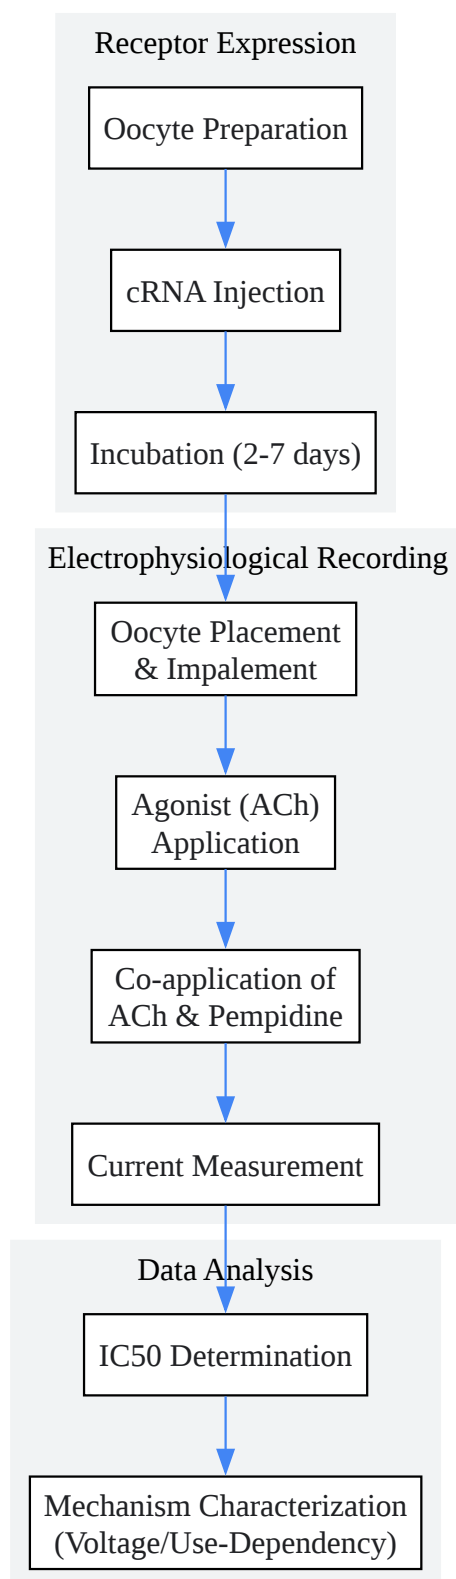 Receptor Expression
Oocyte Preparation
cRNA Injection
Incubation (2-7 days)
Electrophysiological Recording
Oocyte Placement
& Impalement
Agonist (ACh)
Application
Co-application of
ACh & Pempidine
Current Measurement
Data Analysis
IC50 Determination
Mechanism Characterization
(Voltage/Use-Dependency)